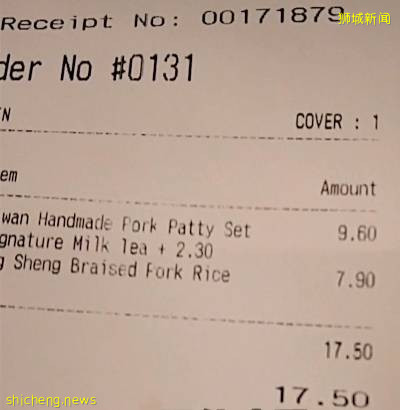 狮城新闻
Receipt No: 00171879
der No #0131
N
COVER : 1
em
Amount
wan Handmade Pork Patty Set 9.60
gnature Milk Tea + 2.30
g Sheng Braised Pork Rice 7.90
17.50
17.50
shicheng.news